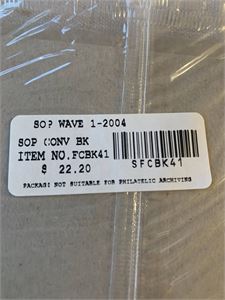 SOP WAVE 1-2004
SOP CONV BK
ITEM NO.FCBK41
$ 22.20
SFCBK41
PACKAGE NOT SUITABLE FOR PHILATELIC ARCHIVING